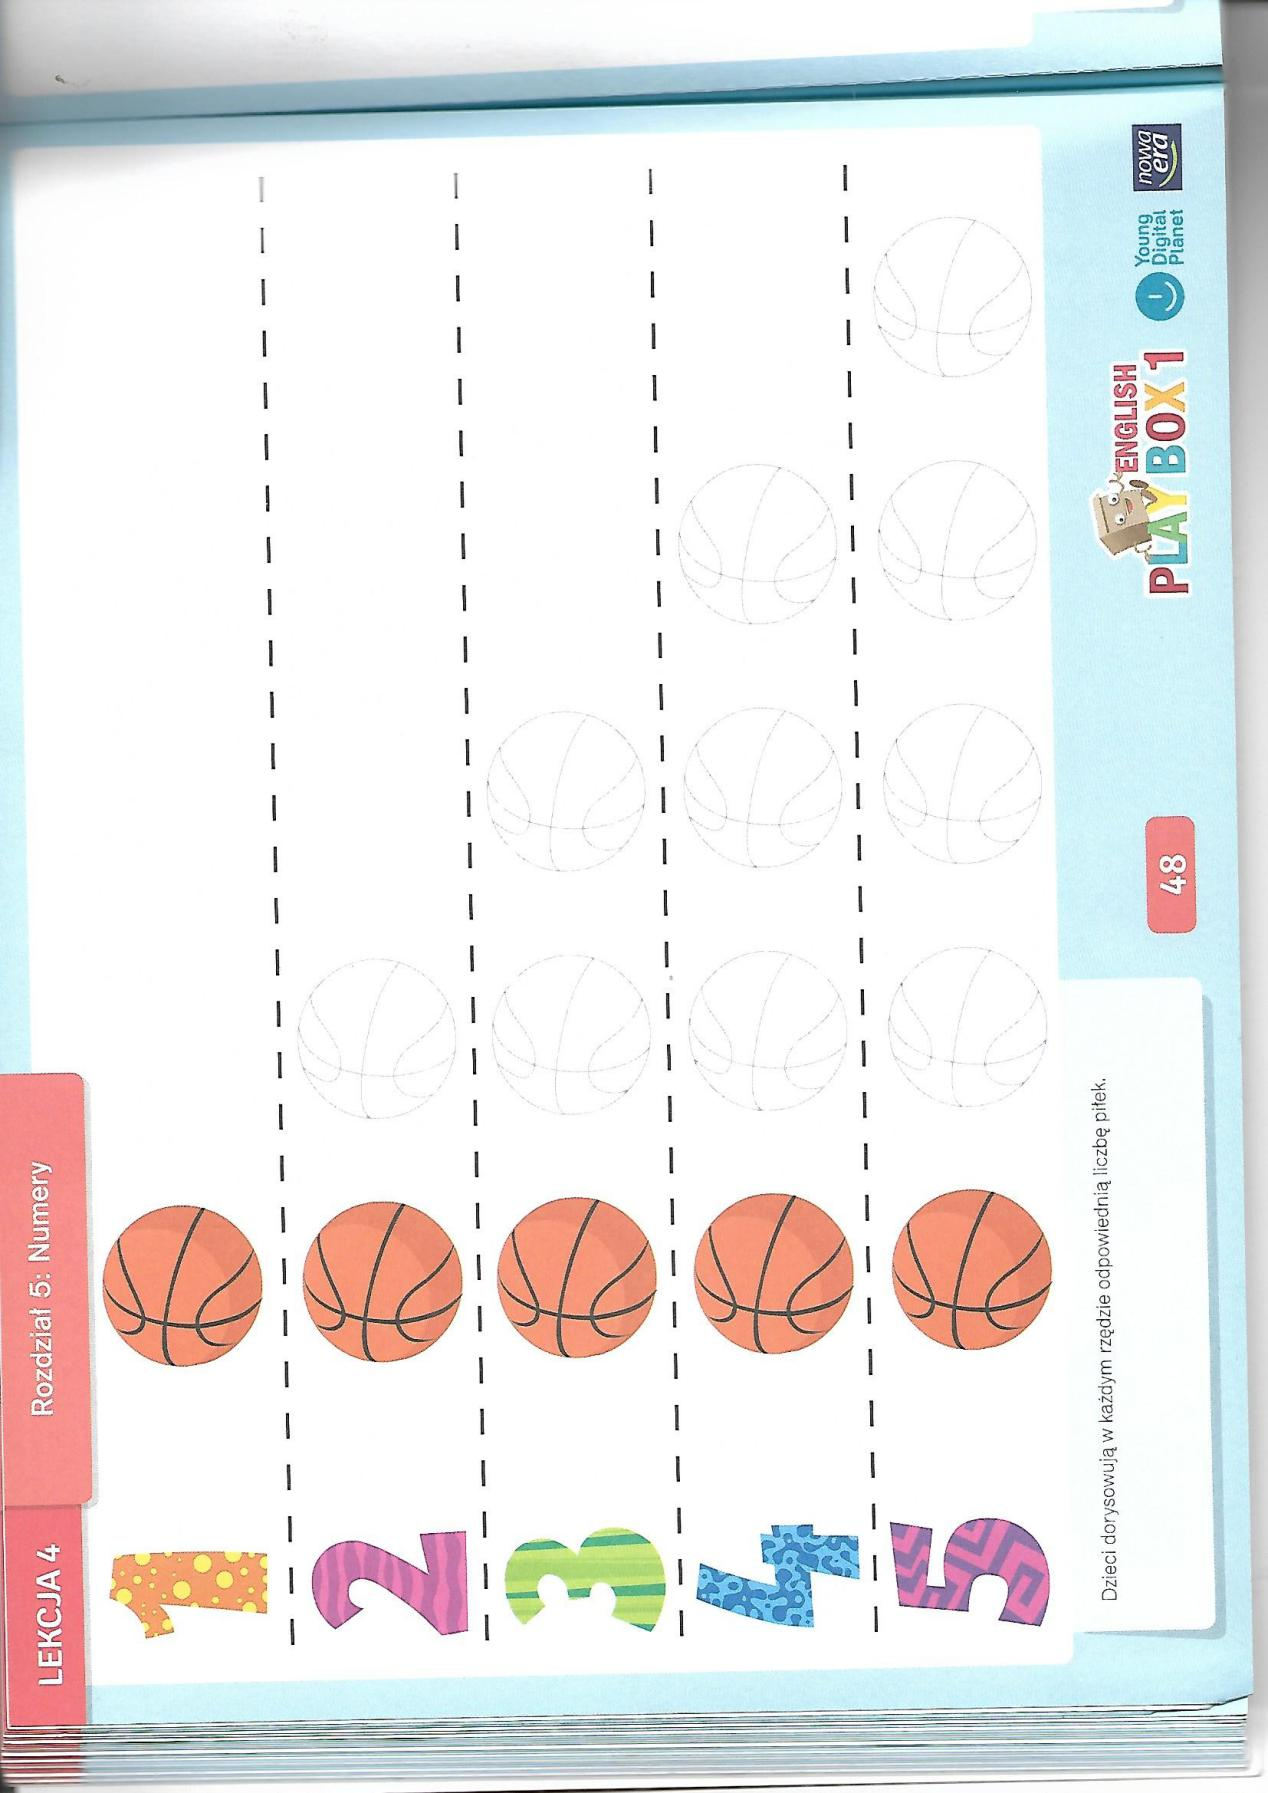 LEKCJA 4
Rozdział 5: Numery
1
2
3
4
5
Dzieci dorysowują w każdym rzędzie odpowiednią liczbę piłek.
48
ENGLISH
PLAY BOX 1
Young
Digital
Planet
nowa
era